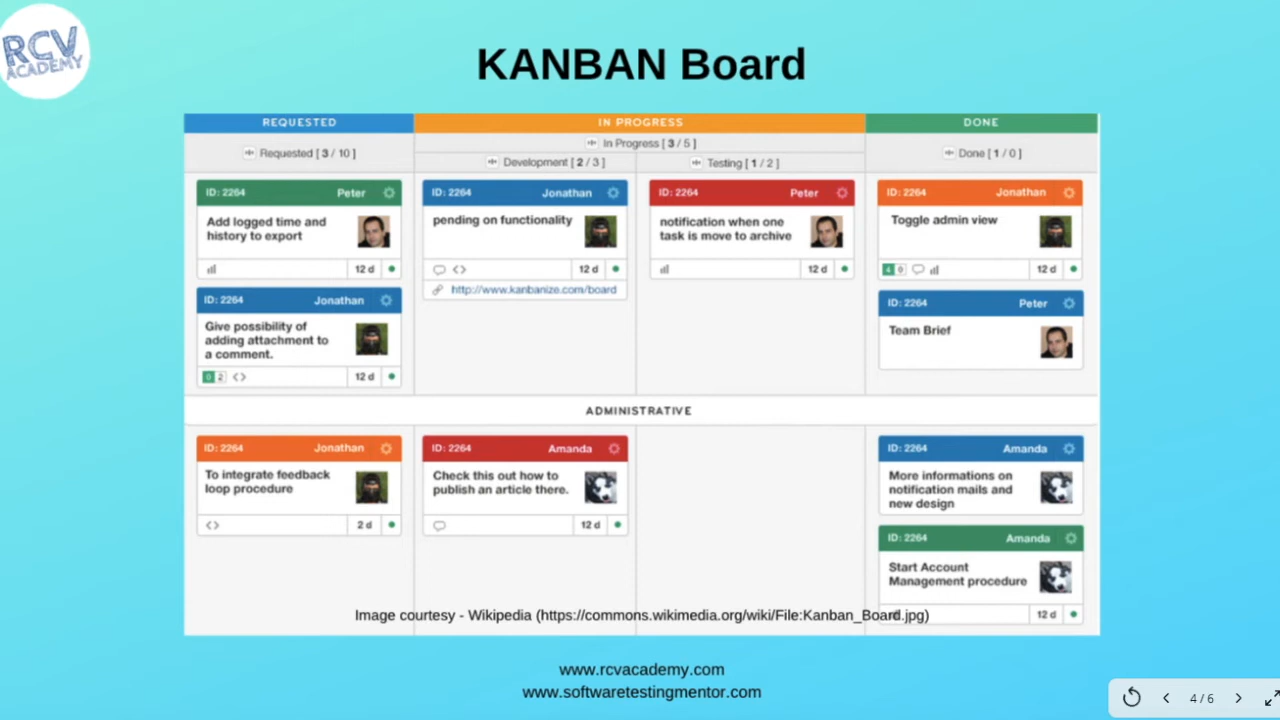 RCV
ACADEMY
KANBAN Board
REQUESTED
IN PROGRESS
DONE
Requested [ 3 / 10 ]
In Progress [ 3 / 5 ]
Development [ 2 / 3 ]
Testing [ 1 / 2 ]
Done [ 1 / 0 ]
ID: 2264 Peter
Add logged time and
history to export
12 d
ID: 2264 Jonathan
Give possibility of
adding attachment to
a comment.
0 2 12 d
ID: 2264 Jonathan
pending on functionality
12 d
http://www.kanbanize.com/board
ID: 2264 Peter
notification when one
task is move to archive
12 d
ID: 2264 Jonathan
Toggle admin view
4 0 12 d
ID: 2264 Peter
Team Brief
ADMINISTRATIVE
ID: 2264 Jonathan
To integrate feedback
loop procedure
2 d
ID: 2264 Amanda
Check this out how to
publish an article there.
12 d
ID: 2264 Amanda
More informations on
notification mails and
new design
ID: 2264 Amanda
Start Account
Management procedure
12 d
Image courtesy - Wikipedia (https://commons.wikimedia.org/wiki/File:Kanban_Board.jpg)
www.rcvacademy.com
www.softwaretestingmentor.com
4 / 6